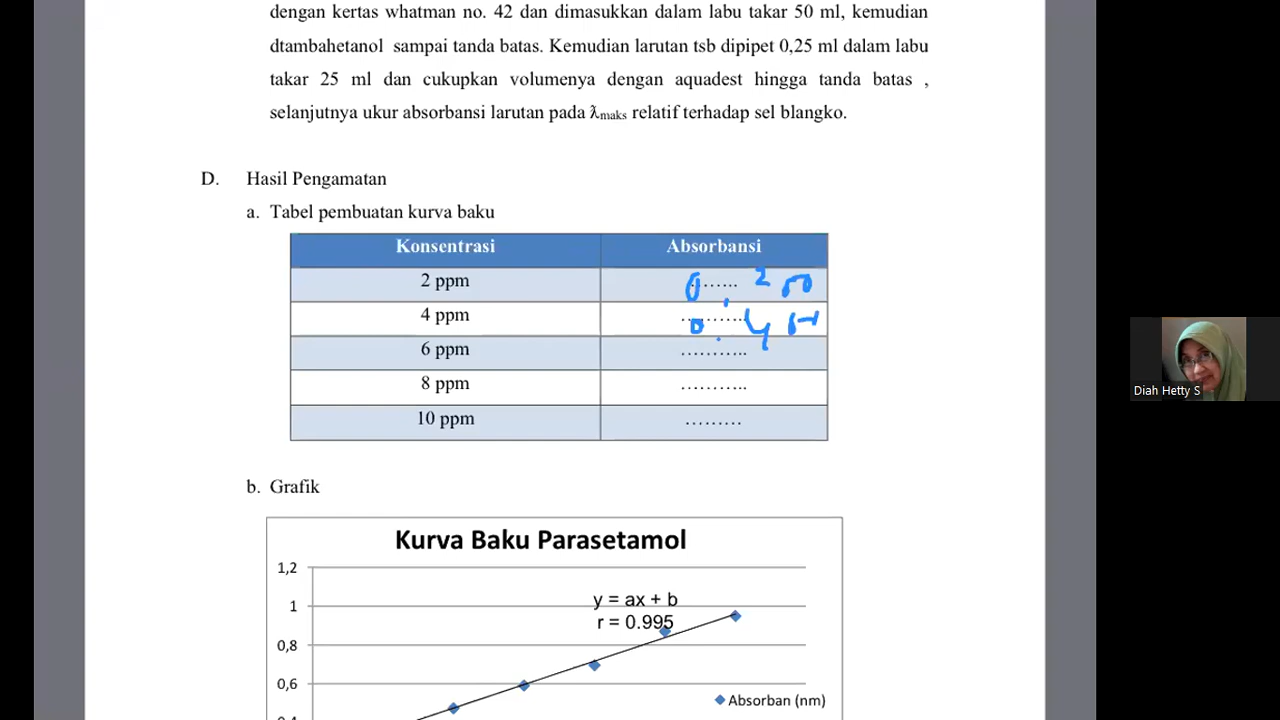 dengan kertas whatman no. 42 dan dimasukkan dalam labu takar 50 ml, kemudian
dtambahetanol sampai tanda batas. Kemudian larutan tsb dipipet 0,25 ml dalam labu
takar 25 ml dan cukupkan volumenya dengan aquadest hingga tanda batas ,
selanjutnya ukur absorbansi larutan pada λmaks relatif terhadap sel blangko.
D. Hasil Pengamatan
a. Tabel pembuatan kurva baku
Konsentrasi Absorbansi
2 ppm 0.250
4 ppm
6 ppm ………..
8 ppm ………..
10 ppm ………
b. Grafik
Kurva Baku Parasetamol
1,2
y = ax + b
1
r = 0.995
0,8
0,6
Absorban (nm)
Diah Hetty S